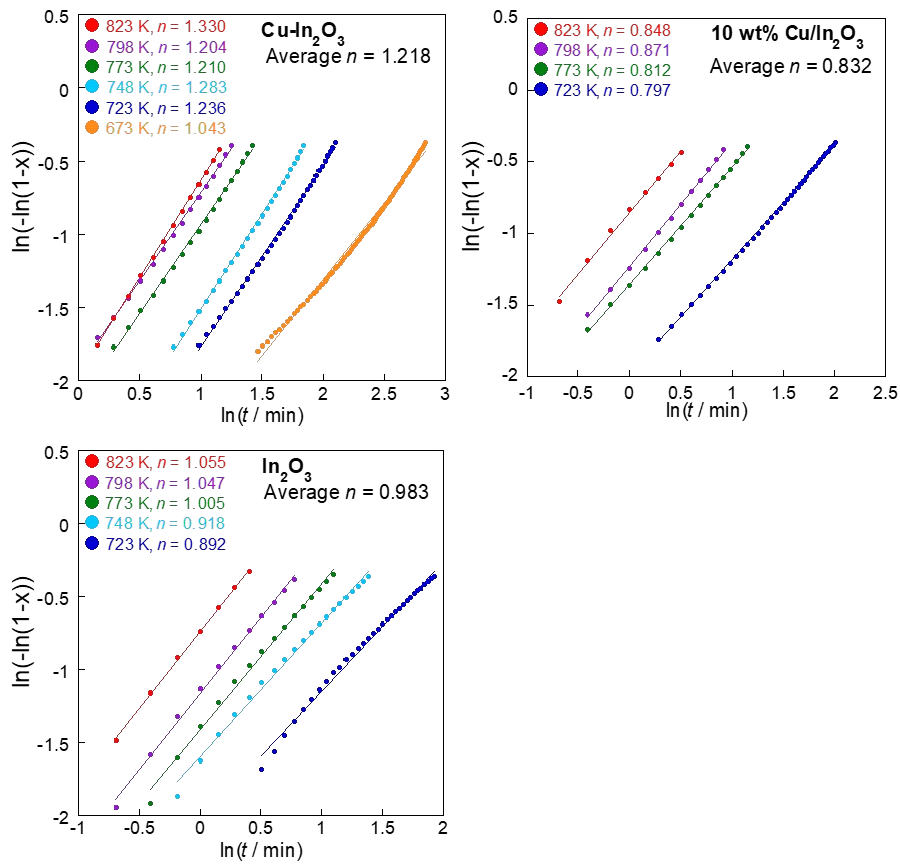 Cu-In2O3
Average n = 1.218
823 K, n = 1.330
798 K, n = 1.204
773 K, n = 1.210
748 K, n = 1.283
723 K, n = 1.236
673 K, n = 1.043
0.5
0
-0.5
-1
-1.5
-2
ln(-ln(1-x))
0 0.5 1 1.5 2 2.5 3
ln(t / min)
10 wt% Cu/In2O3
Average n = 0.832
823 K, n = 0.848
798 K, n = 0.871
773 K, n = 0.812
723 K, n = 0.797
0.5
0
-0.5
-1
-1.5
-2
ln(-ln(1-x))
-1 -0.5 0 0.5 1 1.5 2 2.5
ln(t / min)
In2O3
Average n = 0.983
823 K, n = 1.055
798 K, n = 1.047
773 K, n = 1.005
748 K, n = 0.918
723 K, n = 0.892
0.5
0
-0.5
-1
-1.5
-2
ln(-ln(1-x))
-1 -0.5 0 0.5 1 1.5 2
ln(t / min)